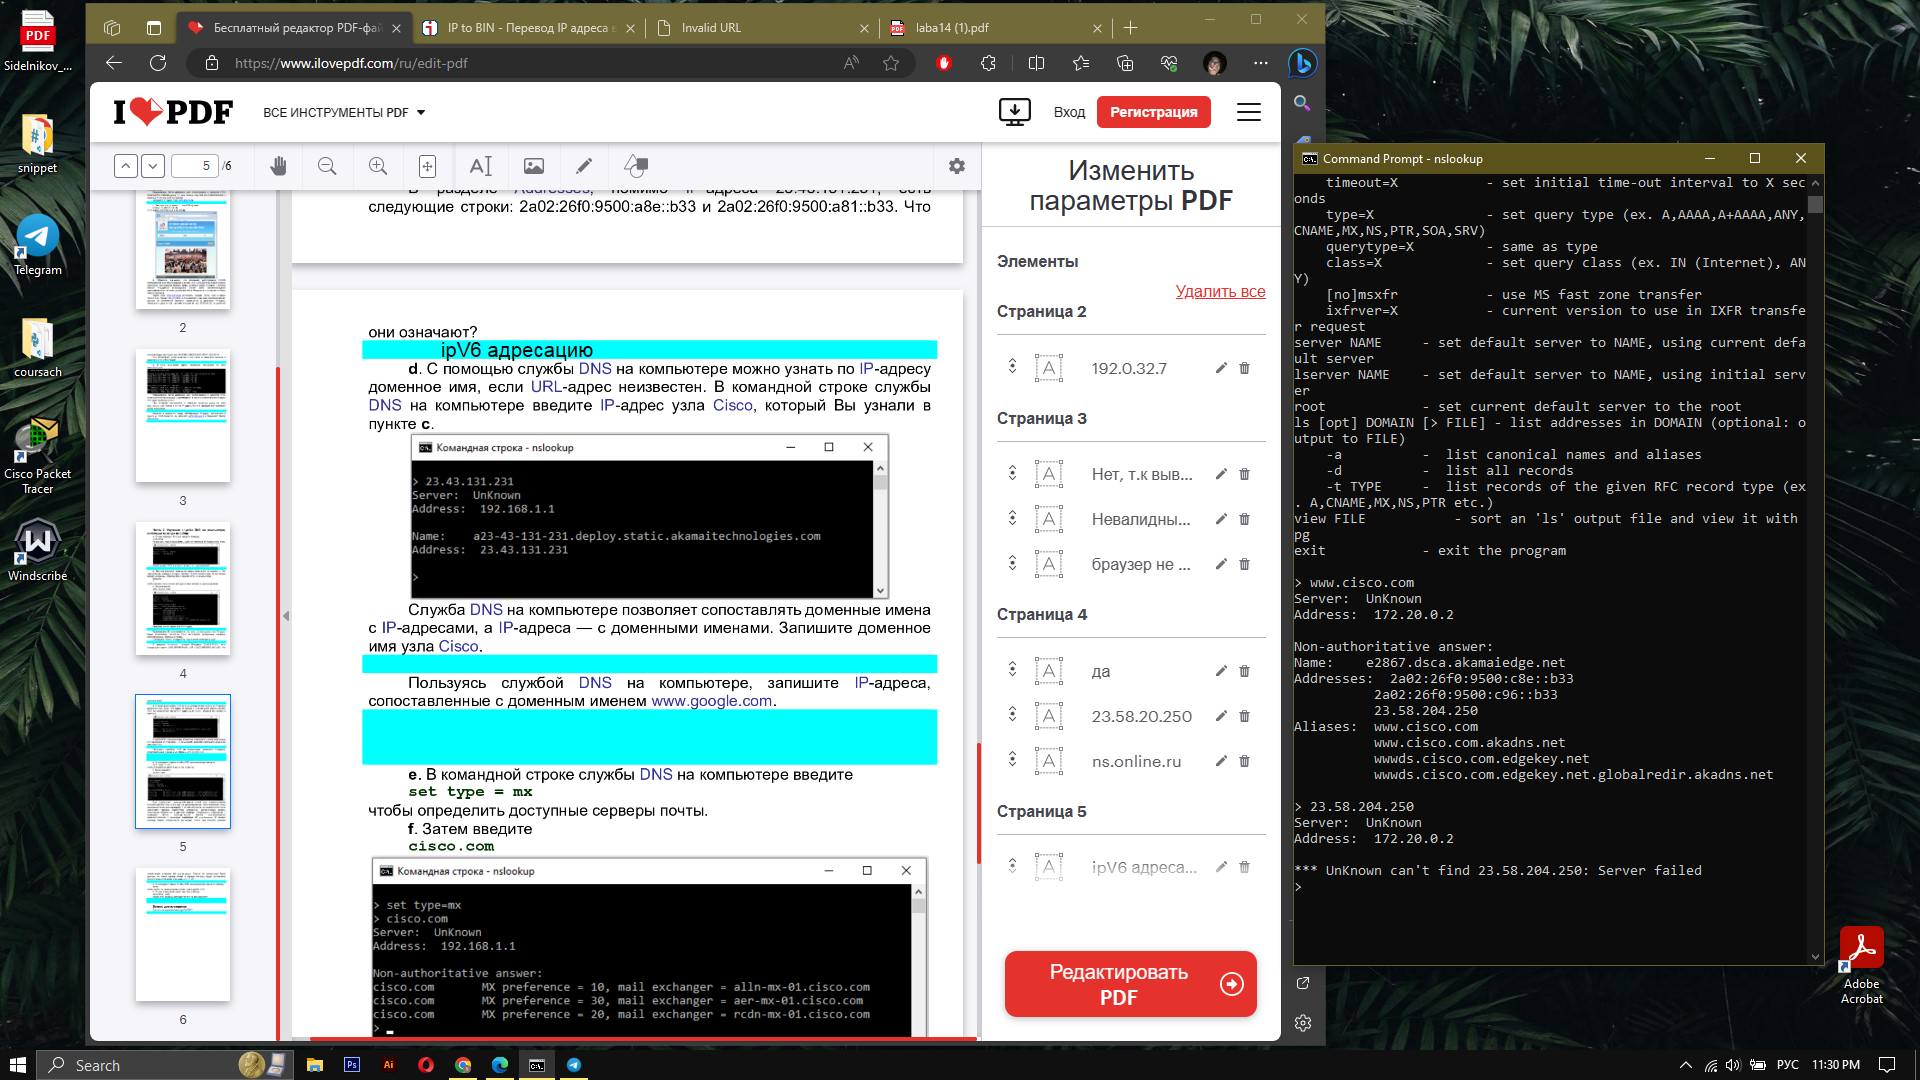 Бесплатный редактор PDF-фай
IP to BIN - Перевод IP адреса в
Invalid URL
laba14 (1).pdf
https://www.ilovepdf.com/ru/edit-pdf
I PDF
ВСЕ ИНСТРУМЕНТЫ PDF
Вход
Регистрация
5 /6
2
3
4
5
6
следующие строки: 2a02:26f0:9500:a8e::b33 и 2a02:26f0:9500:a81::b33. Что
они означают?
ipV6 адресацию
d. С помощью службы DNS на компьютере можно узнать по IP-адресу
доменное имя, если URL-адрес неизвестен. В командной строке службы
DNS на компьютере введите IP-адрес узла Cisco, который Вы узнали в
пункте c.
Командная строка - nslookup
> 23.43.131.231
Server: UnKnown
Address: 192.168.1.1
Name: a23-43-131-231.deploy.static.akamaitechnologies.com
Address: 23.43.131.231
>
Служба DNS на компьютере позволяет сопоставлять доменные имена
с IP-адресами, а IP-адреса — с доменными именами. Запишите доменное
имя узла Cisco.
Пользуясь службой DNS на компьютере, запишите IP-адреса,
сопоставленные с доменным именем www.google.com.
e. В командной строке службы DNS на компьютере введите
set type = mx
чтобы определить доступные серверы почты.
f. Затем введите
cisco.com
Командная строка - nslookup
> set type=mx
> cisco.com
Server: UnKnown
Address: 192.168.1.1
Non-authoritative answer:
cisco.com MX preference = 10, mail exchanger = alln-mx-01.cisco.com
cisco.com MX preference = 30, mail exchanger = aer-mx-01.cisco.com
cisco.com MX preference = 20, mail exchanger = rcdn-mx-01.cisco.com
>
Изменить
параметры PDF
Элементы
Удалить все
Страница 2
192.0.32.7
Страница 3
Нет, т.к выв...
Невалидны...
браузер не ...
Страница 4
да
23.58.20.250
ns.online.ru
Страница 5
ipV6 адреса...
Редактировать
PDF
Command Prompt - nslookup
timeout=X - set initial time-out interval to X sec
onds
type=X - set query type (ex. A,AAAA,A+AAAA,ANY,
CNAME,MX,NS,PTR,SOA,SRV)
querytype=X - same as type
class=X - set query class (ex. IN (Internet), AN
Y)
[no]msxfr - use MS fast zone transfer
ixfrver=X - current version to use in IXFR transfe
r request
server NAME - set default server to NAME, using current defa
ult server
lserver NAME - set default server to NAME, using initial serv
er
root - set current default server to the root
ls [opt] DOMAIN [> FILE] - list addresses in DOMAIN (optional: o
utput to FILE)
-a - list canonical names and aliases
-d - list all records
-t TYPE - list records of the given RFC record type (ex
. A,CNAME,MX,NS,PTR etc.)
view FILE - sort an 'ls' output file and view it with
pg
exit - exit the program
> www.cisco.com
Server: UnKnown
Address: 172.20.0.2
Non-authoritative answer:
Name: e2867.dsca.akamaiedge.net
Addresses: 2a02:26f0:9500:c8e::b33
2a02:26f0:9500:c96::b33
23.58.204.250
Aliases: www.cisco.com
www.cisco.com.akadns.net
wwwds.cisco.com.edgekey.net
wwwds.cisco.com.edgekey.net.globalredir.akadns.net
> 23.58.204.250
Server: UnKnown
Address: 172.20.0.2
*** UnKnown can't find 23.58.204.250: Server failed
>
Sidelnikov_...
snippet
Telegram
coursach
Cisco Packet
Tracer
Windscribe
Adobe
Acrobat
Search
Ps
Ai
РУС
11:30 PM